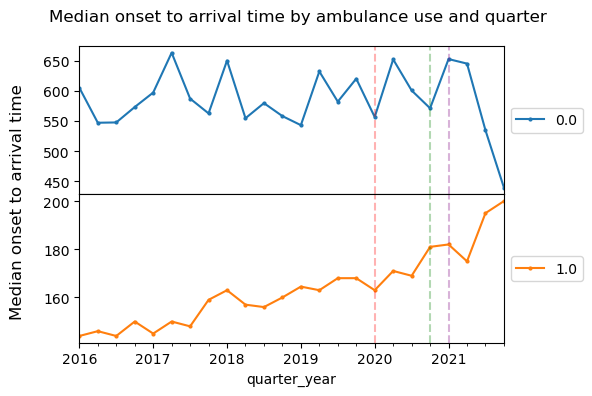 Median onset to arrival time by ambulance use and quarter
Median onset to arrival time
650
600
550
500
450
0.0
200
180
160
1.0
2016 2017 2018 2019 2020 2021
quarter_year